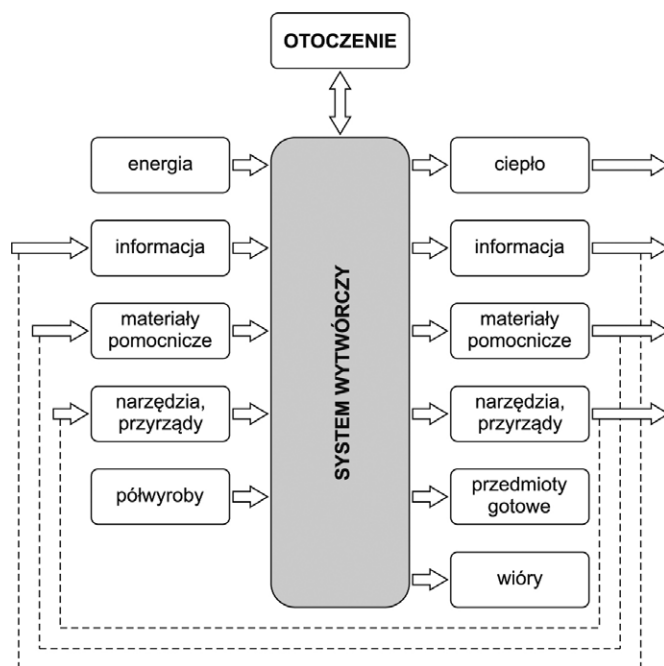 OTOCZENIE
energia
informacja
materiały
pomocnicze
narzędzia,
przyrządy
półwyroby
SYSTEM WYTWÓRCZY
ciepło
informacja
materiały
pomocnicze
narzędzia,
przyrządy
przedmioty
gotowe
wióry